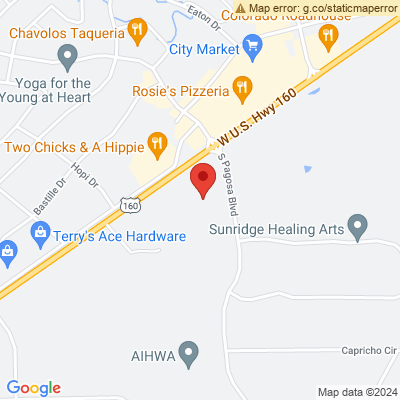 Map error: g.co/staticmaperror
Colorado Roadhouse
Eaton Dr
Chavolos Taqueria
City Market
Yoga for the
Young at Heart
Rosie's Pizzeria
W U.S. Hwy 160
Two Chicks & A Hippie
Hopi Dr
Bastille Dr
S Pagosa Blvd
160
Terry's Ace Hardware
Sunridge Healing Arts
AIHWA
Capricho Cir
Google
Map data ©2024